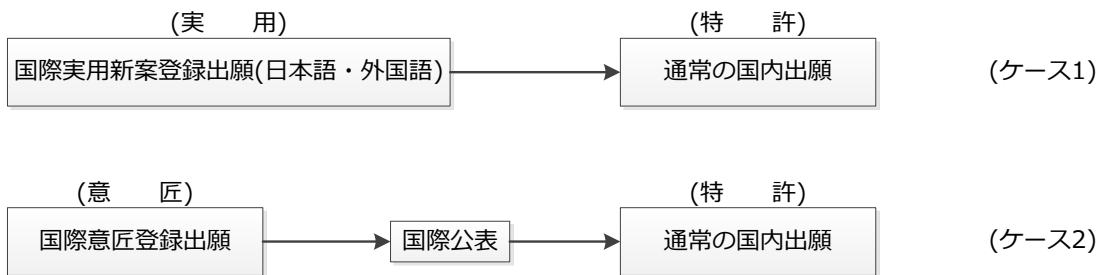 (実　　用)　(特　　許)
国際実用新案登録出願(日本語・外国語)　通常の国内出願　(ケース1)
(意　　匠)　(特　　許)
国際意匠登録出願　国際公表　通常の国内出願　(ケース2)